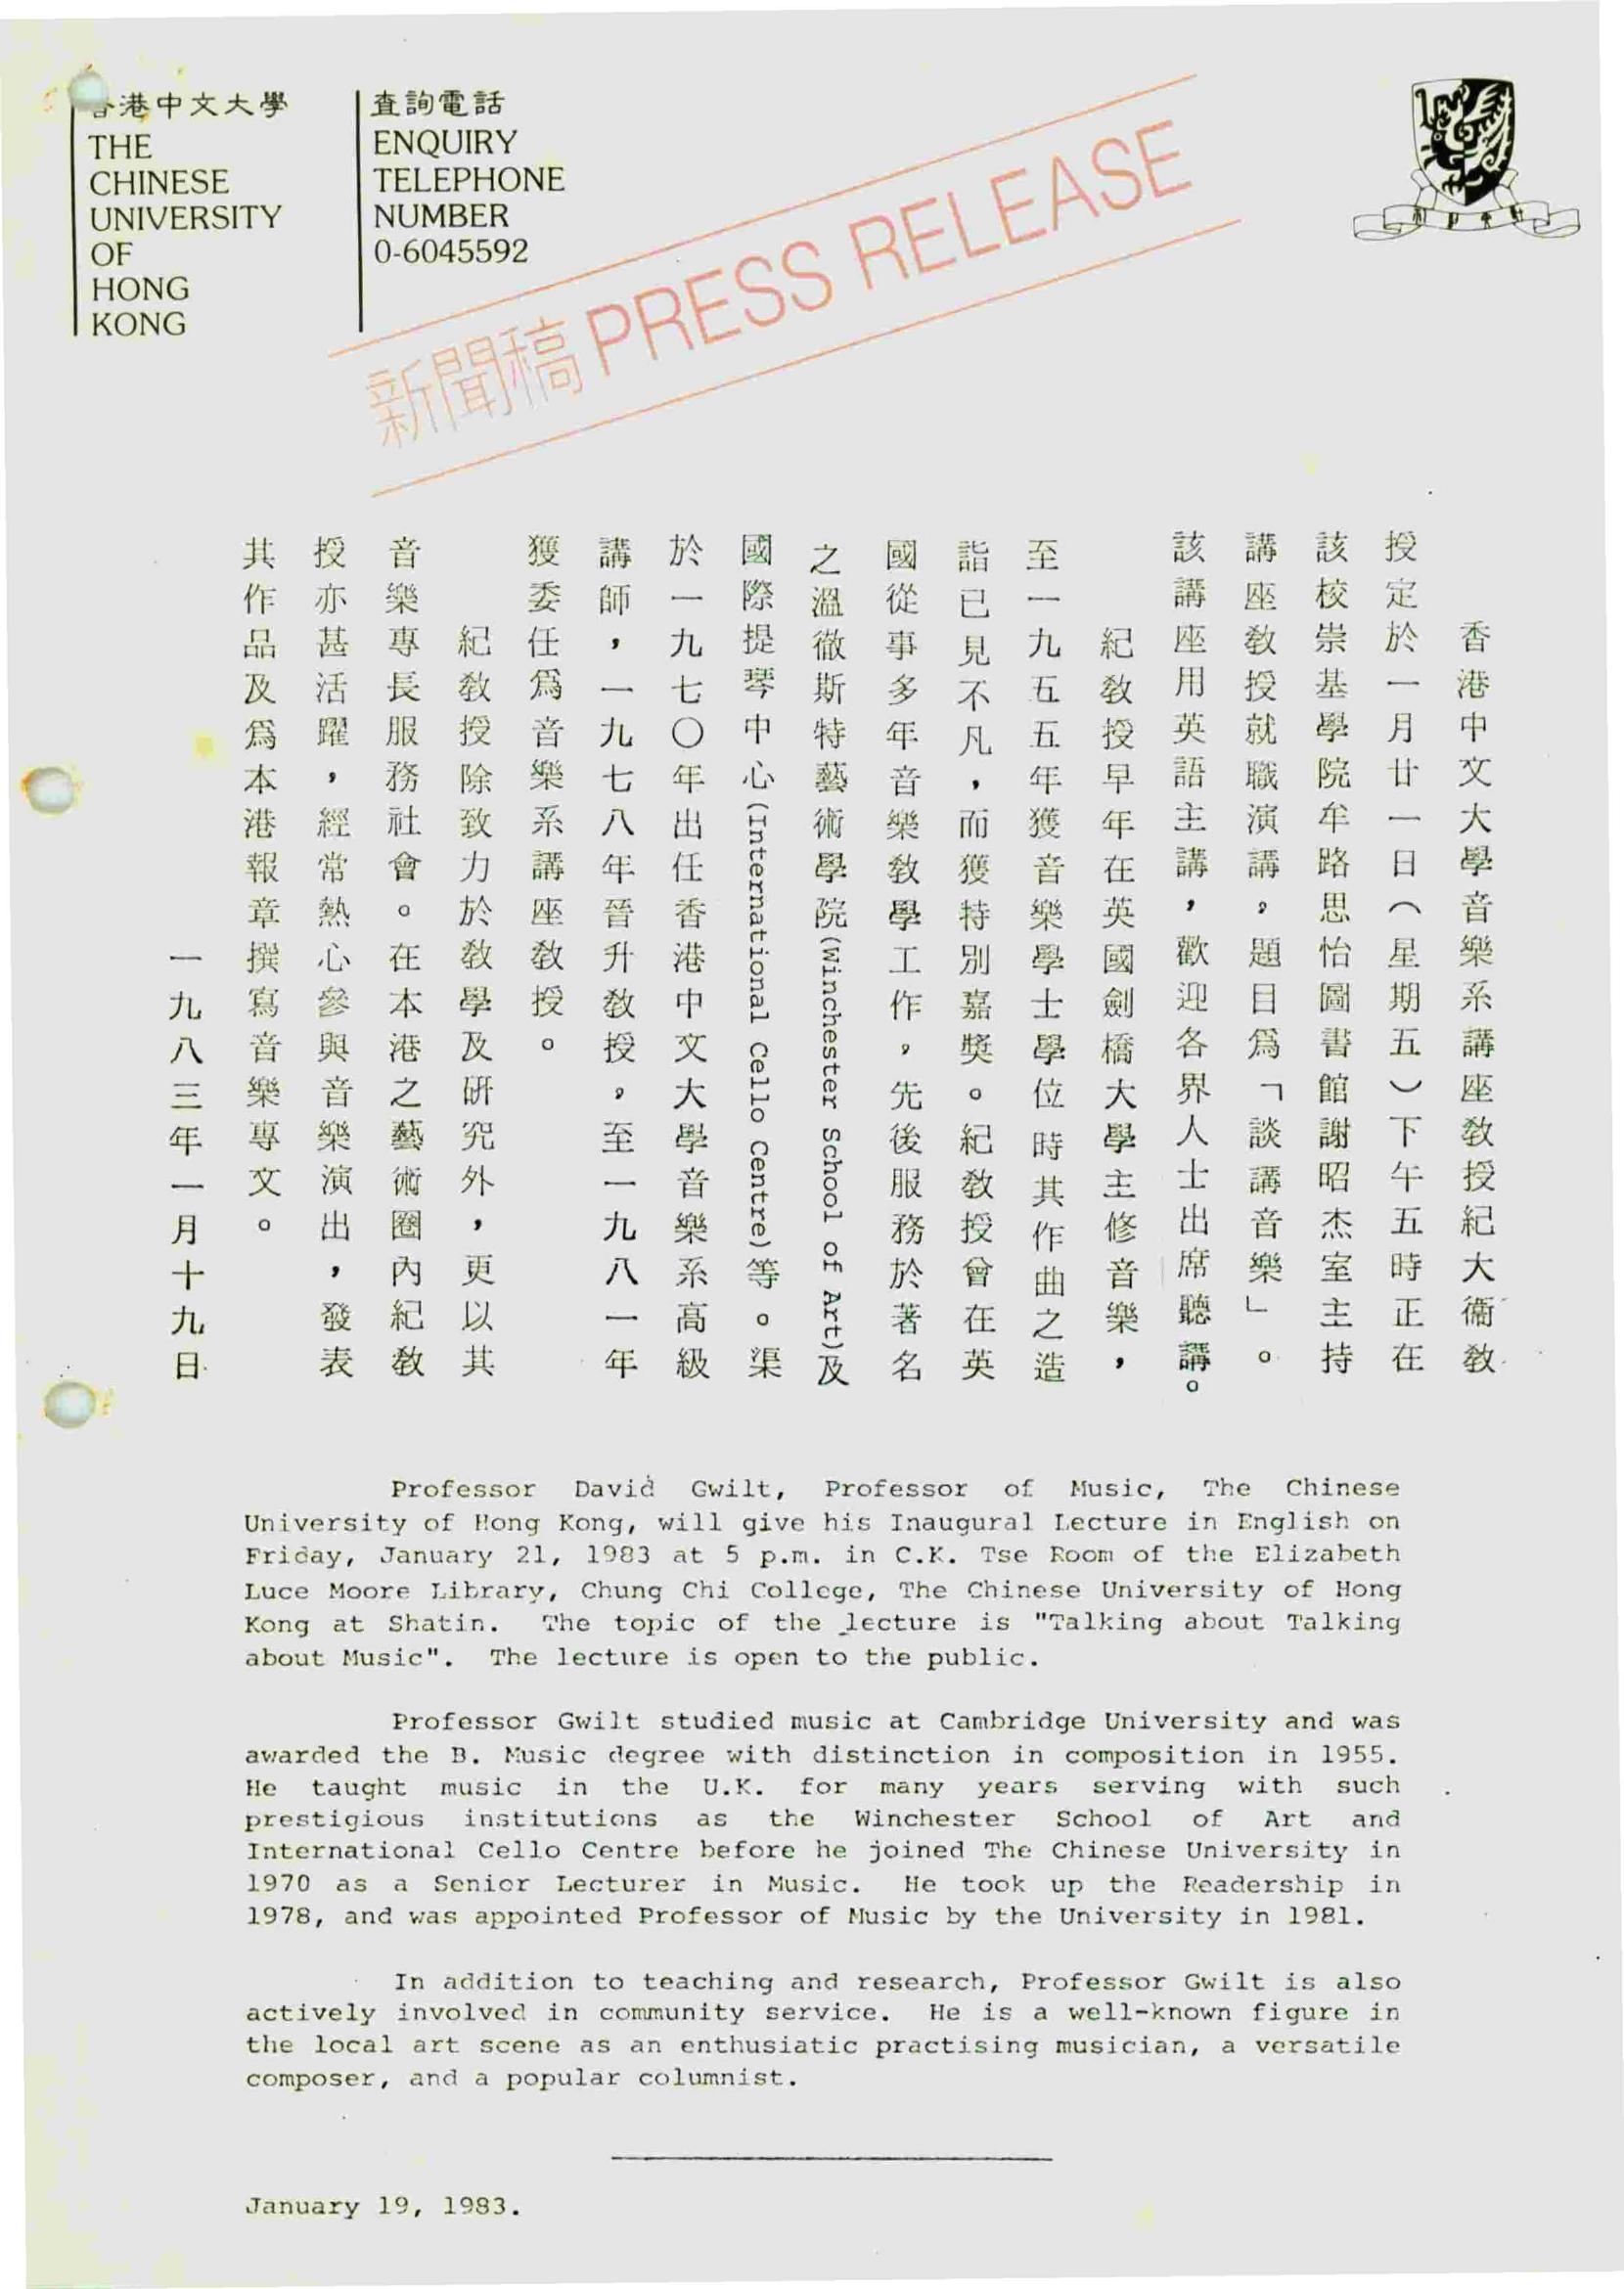 香港中文大學
THE
CHINESE
UNIVERSITY
OF
HONG
KONG
查詢電話
ENQUIRY
TELEPHONE
NUMBER
0-6045592
新聞稿 PRESS RELEASE
香港中文大學音樂系講座教授紀大衞教
授定於一月廿一日(星期五)下午五時正在
該校崇基學院牟路思怡圖書館謝昭杰室主持
講座教授就職演講,題目為「談講音樂」。
該講座用英語主講,歡迎各界人士出席聽講。
紀教授早年在英國劍橋大學主修音樂,
至一九五五年獲音樂學士學位時其作曲之造
詣已見不凡,而獲特別嘉獎。紀教授曾在英
國從事多年音樂教學工作,先後服務於著名
之溫徹斯特藝術學院(Winchester School of Art)及
國際提琴中心(International Cello Centre)等。渠
於一九七〇年出任香港中文大學音樂系高級
講師,一九七八年晉升教授,至一九八一年
獲委任為音樂系講座教授。
紀教授除致力於教學及研究外,更以其
音樂專長服務社會。在本港之藝術圈內紀教
授亦甚活躍,經常熱心參與音樂演出,發表
其作品及為本港報章撰寫音樂專文。
一九八三年一月十九日
Professor David Gwilt, Professor of Music, The Chinese
University of Hong Kong, will give his Inaugural Lecture in English on
Friday, January 21, 1983 at 5 p.m. in C.K. Tse Room of the Elizabeth
Luce Moore Library, Chung Chi College, The Chinese University of Hong
Kong at Shatin. The topic of the lecture is "Talking about Talking
about Music". The lecture is open to the public.
Professor Gwilt studied music at Cambridge University and was
awarded the B. Music degree with distinction in composition in 1955.
He taught music in the U.K. for many years serving with such
prestigious institutions as the Winchester School of Art and
International Cello Centre before he joined The Chinese University in
1970 as a Senior Lecturer in Music. He took up the Readership in
1978, and was appointed Professor of Music by the University in 1981.
In addition to teaching and research, Professor Gwilt is also
actively involved in community service. He is a well-known figure in
the local art scene as an enthusiatic practising musician, a versatile
composer, and a popular columnist.
January 19, 1983.